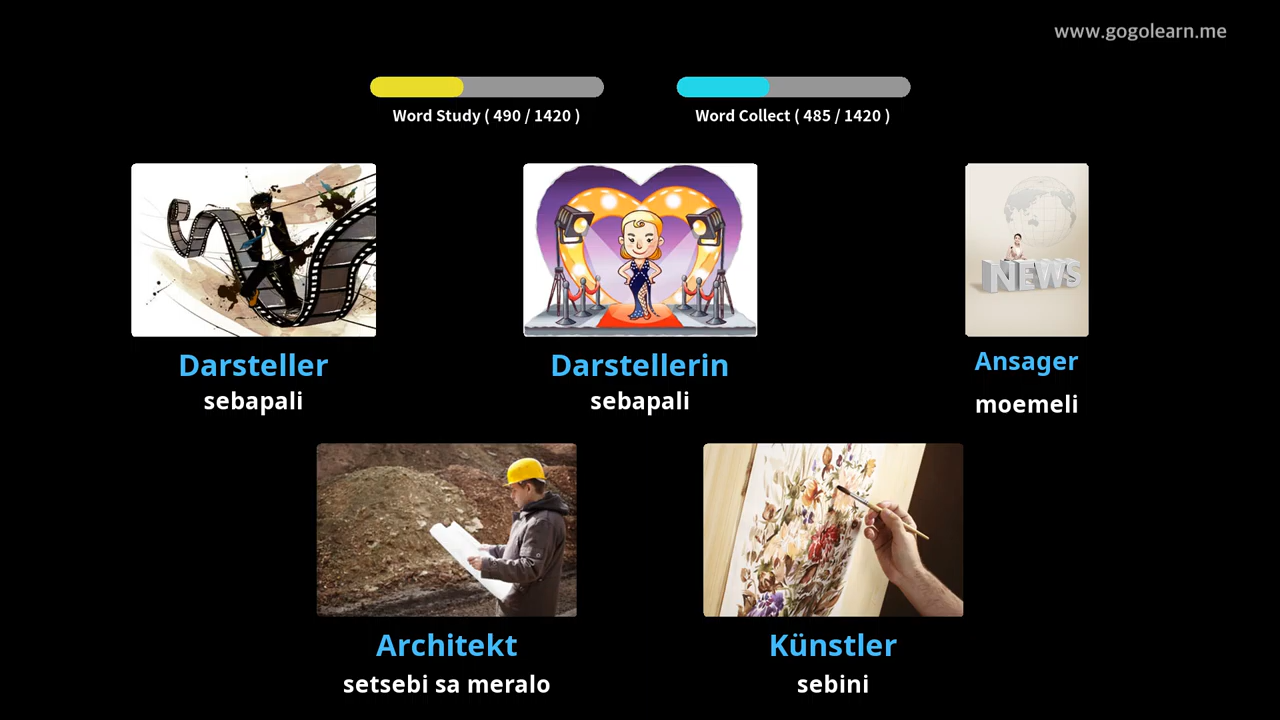 www.gogolearn.me
Word Study ( 490 / 1420 )
Word Collect ( 485 / 1420 )
NEWS
Darsteller
Darstellerin
Ansager
sebapali
sebapali
moemeli
Architekt
Künstler
setsebi sa meralo
sebini